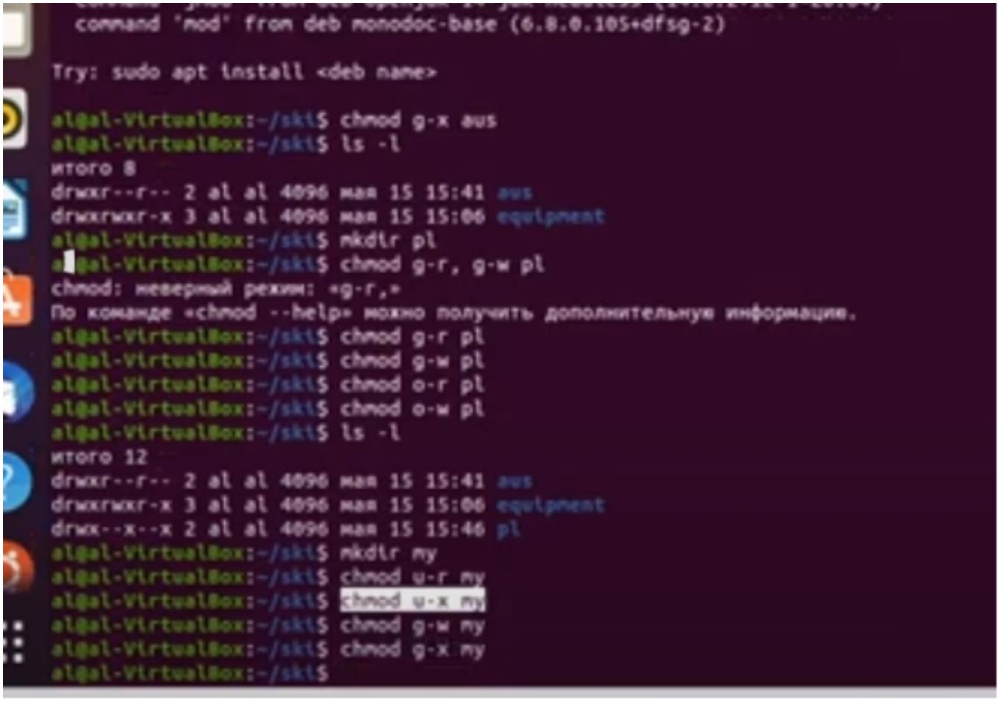 command 'mod' from deb monodoc-base (6.8.0.105+dfsg-2)
Try: sudo apt install <deb name>
al@al-VirtualBox:~/ski$ chmod g-x aus
al@al-VirtualBox:~/ski$ ls -l
итого 8
drwxr--r-- 2 al al 4096 мая 15 15:41 aus
drwxrwxr-x 3 al al 4096 мая 15 15:06 equipment
al@al-VirtualBox:~/ski$ mkdir pl
al@al-VirtualBox:~/ski$ chmod g-r, g-w pl
chmod: неверный режим: «g-r,»
По команде «chmod --help» можно получить дополнительную информацию.
al@al-VirtualBox:~/ski$ chmod g-r pl
al@al-VirtualBox:~/ski$ chmod g-w pl
al@al-VirtualBox:~/ski$ chmod o-r pl
al@al-VirtualBox:~/ski$ chmod o-w pl
al@al-VirtualBox:~/ski$ ls -l
итого 12
drwxr--r-- 2 al al 4096 мая 15 15:41 aus
drwxrwxr-x 3 al al 4096 мая 15 15:06 equipment
drwx--x--x 2 al al 4096 мая 15 15:46 pl
al@al-VirtualBox:~/ski$ mkdir my
al@al-VirtualBox:~/ski$ chmod u-r my
al@al-VirtualBox:~/ski$ chmod u-x my
al@al-VirtualBox:~/ski$ chmod g-w my
al@al-VirtualBox:~/ski$ chmod g-x my
al@al-VirtualBox:~/ski$